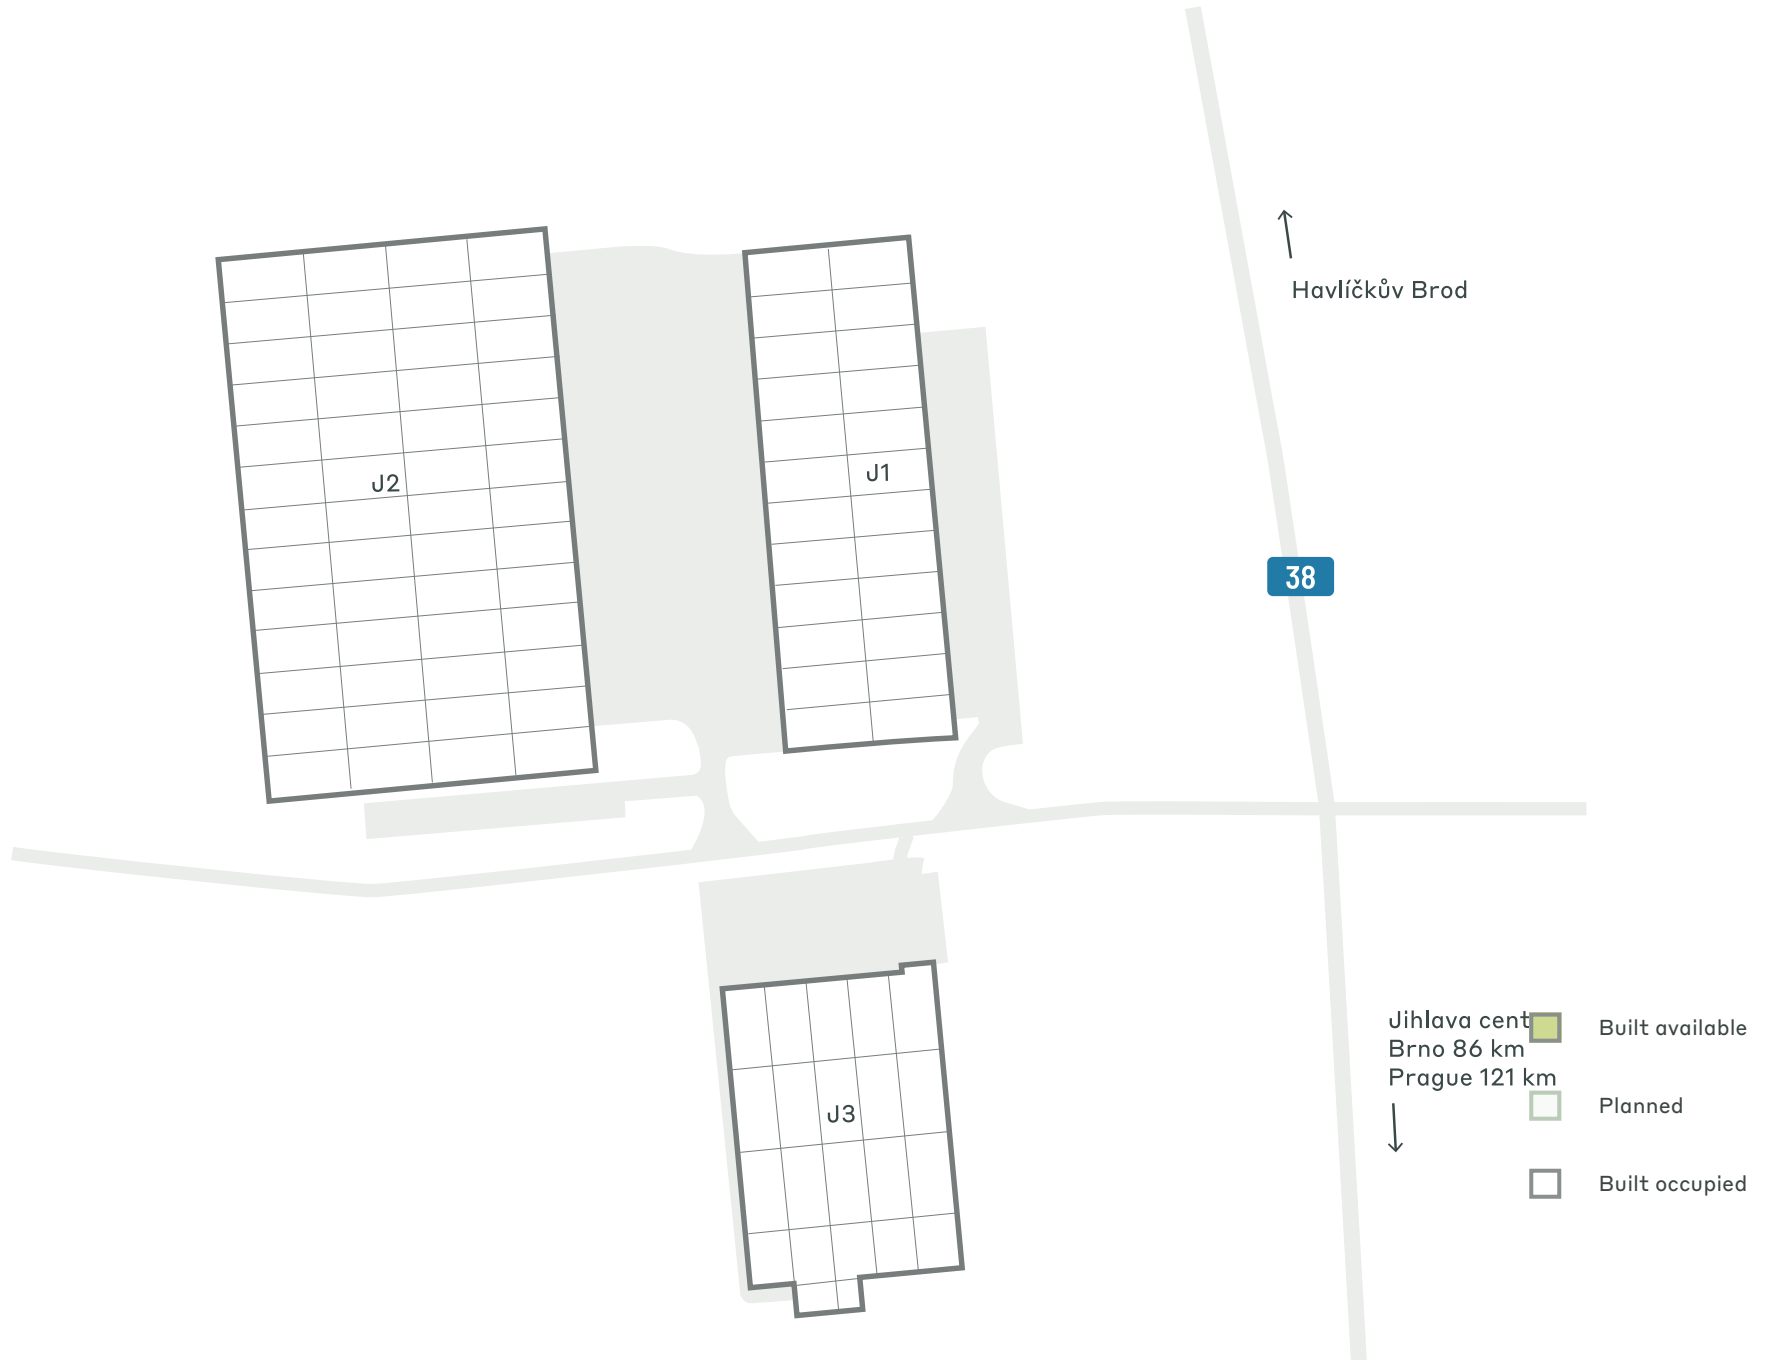 Havlíčkův Brod
J2
J1
38
Jihlava cent
Brno 86 km
Prague 121 km
J3
Built available
Planned
Built occupied